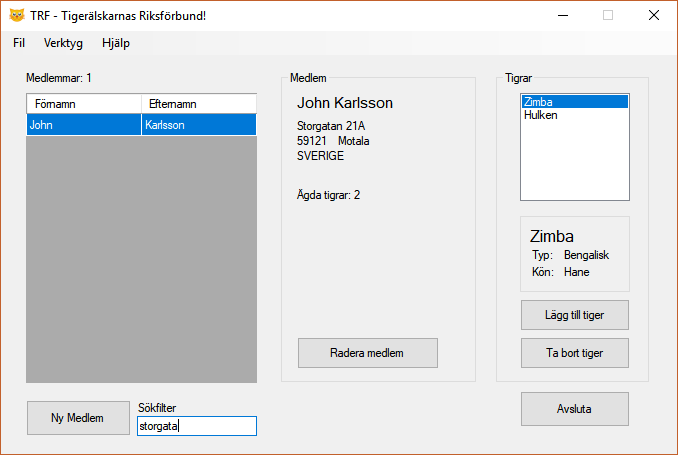 TRF - Tigerälskarnas Riksförbund!
Fil Verktyg Hjälp
Medlemmar: 1
Förnamn Efternamn
John Karlsson
Ny Medlem
Sökfilter
storgata
Medlem
John Karlsson
Storgatan 21A
59121 Motala
SVERIGE
Ägda tigrar: 2
Radera medlem
Tigrar
Zimba
Hulken
Zimba
Typ: Bengalisk
Kön: Hane
Lägg till tiger
Ta bort tiger
Avsluta